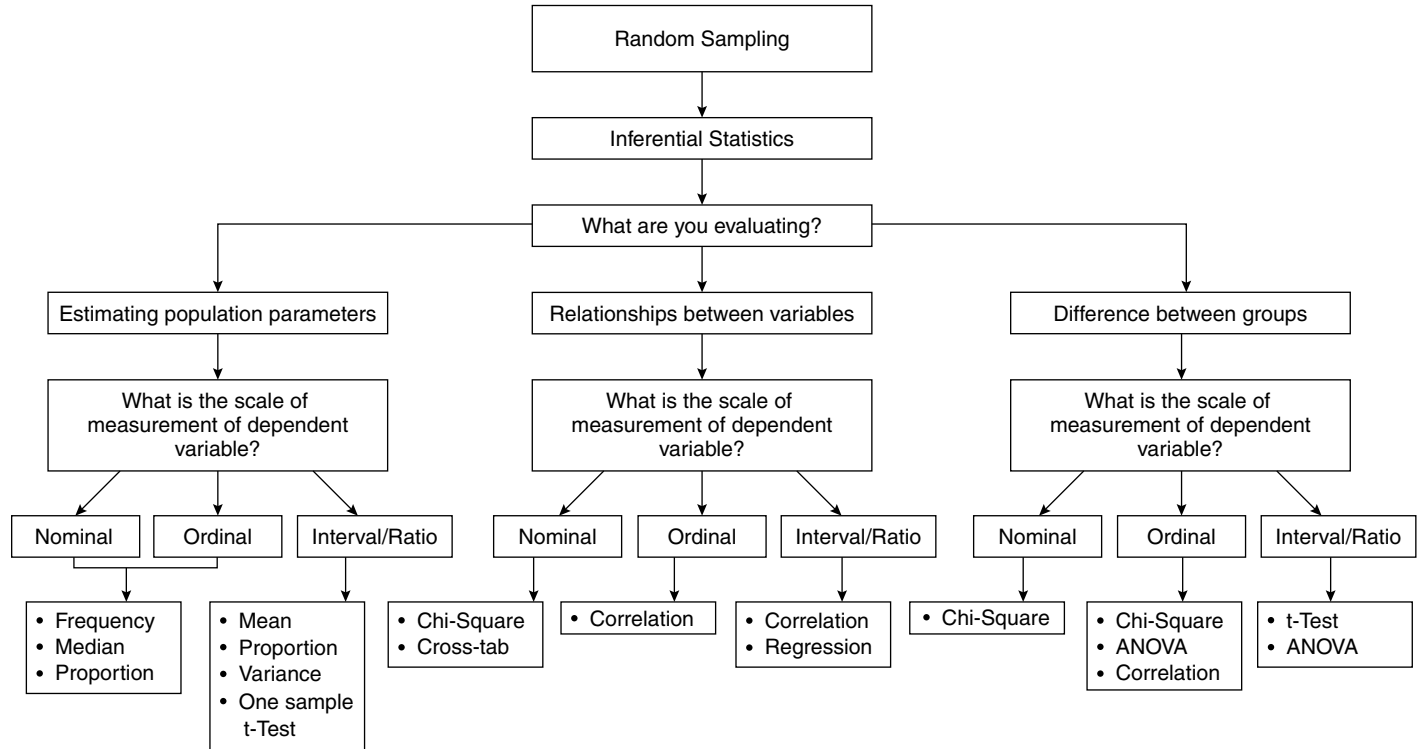 Random Sampling
Inferential Statistics
What are you evaluating?
Estimating population parameters
Relationships between variables
Difference between groups
What is the scale of
measurement of dependent
variable?
What is the scale of
measurement of dependent
variable?
What is the scale of
measurement of dependent
variable?
Nominal
Ordinal
Interval/Ratio
Nominal
Ordinal
Interval/Ratio
Nominal
Ordinal
Interval/Ratio
• Frequency
• Median
• Proportion
• Mean
• Proportion
• Variance
• One sample
t-Test
• Chi-Square
• Cross-tab
• Correlation
• Correlation
• Regression
• Chi-Square
• Chi-Square
• ANOVA
• Correlation
• t-Test
• ANOVA